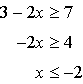 3 − 2x ≥ 7
−2x ≥ 4
x ≤ −2